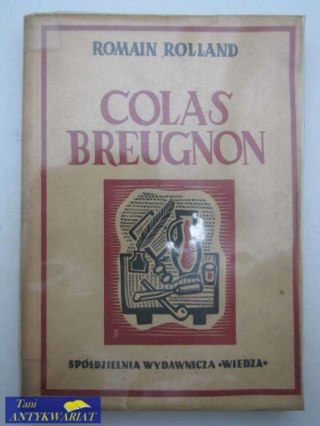 ROMAIN ROLLAND
COLAS
BREUGNON
SPÓŁDZIELNIA WYDAWNICZA «WIEDZA»
Tani
ANTYKWARIAT